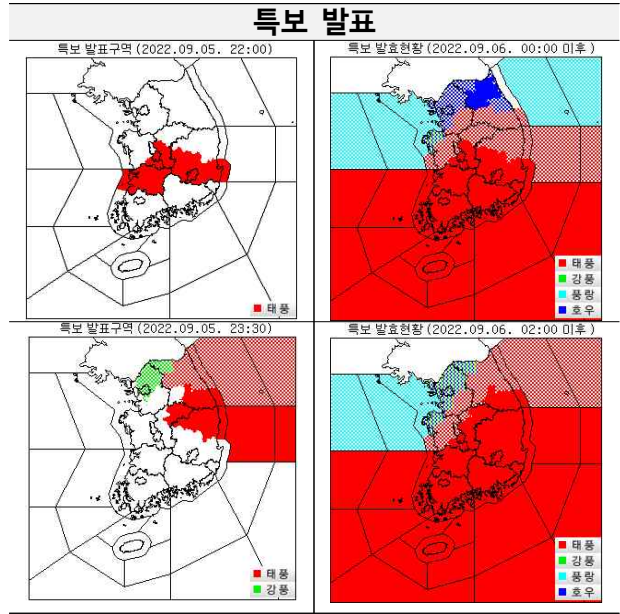 특보 발표
특보 발표구역 (2022.09.05. 22:00)
특보 발효현황 (2022.09.06. 00:00 이후 )
태풍
태풍
강풍
풍랑
호우
특보 발표구역 (2022.09.05. 23:30)
특보 발효현황 (2022.09.06. 02:00 이후 )
태풍
강풍
태풍
강풍
풍랑
호우